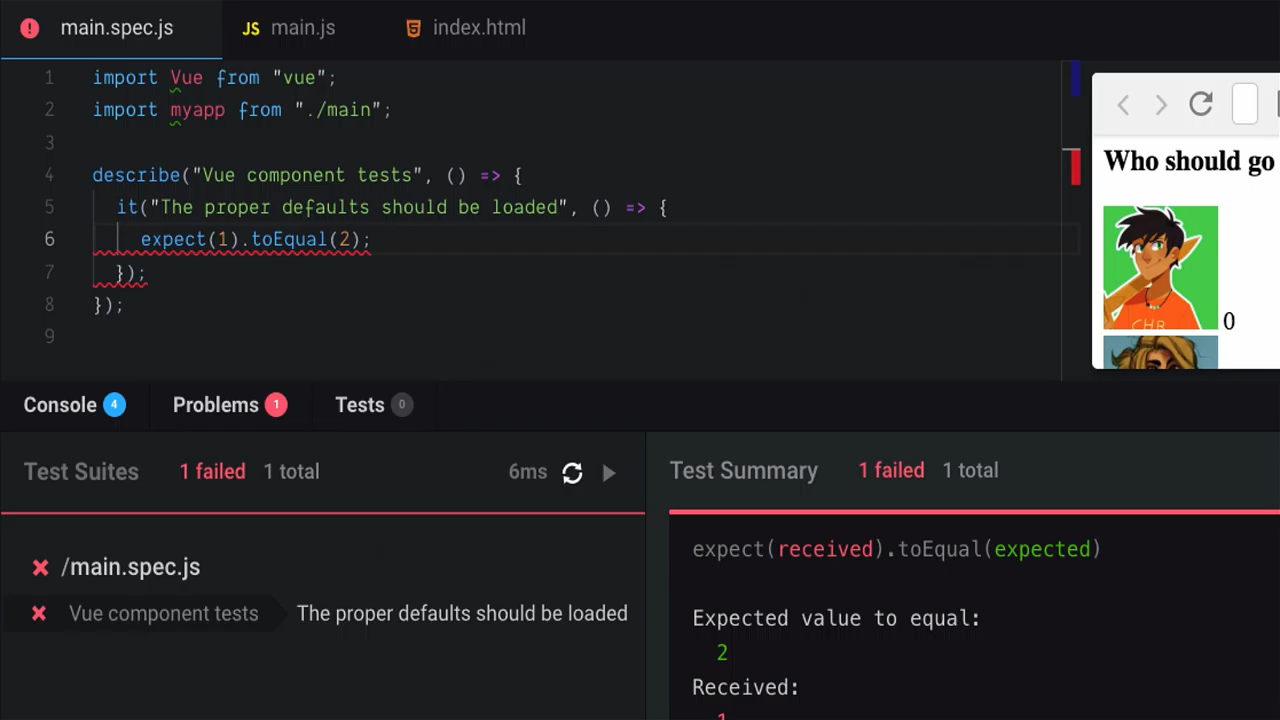 main.spec.js JS main.js index.html
1 import Vue from "vue";
2 import myapp from "./main";
3
4 describe("Vue component tests", () => {
5 it("The proper defaults should be loaded", () => {
6 expect(1).toEqual(2);
7 });
8 });
9
Who should go
CHR
0
Console 4 Problems 1 Tests 0
Test Suites 1 failed 1 total 6ms
/main.spec.js
Vue component tests The proper defaults should be loaded
Test Summary 1 failed 1 total
expect(received).toEqual(expected)
Expected value to equal:
2
Received:
1